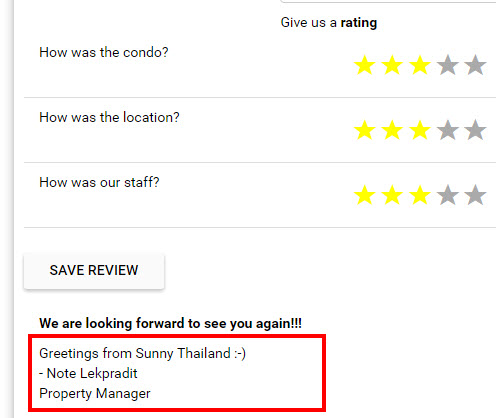 Give us a rating
How was the condo?
How was the location?
How was our staff?
SAVE REVIEW
We are looking forward to see you again!!!
Greetings from Sunny Thailand :-)
- Note Lekpradit
Property Manager